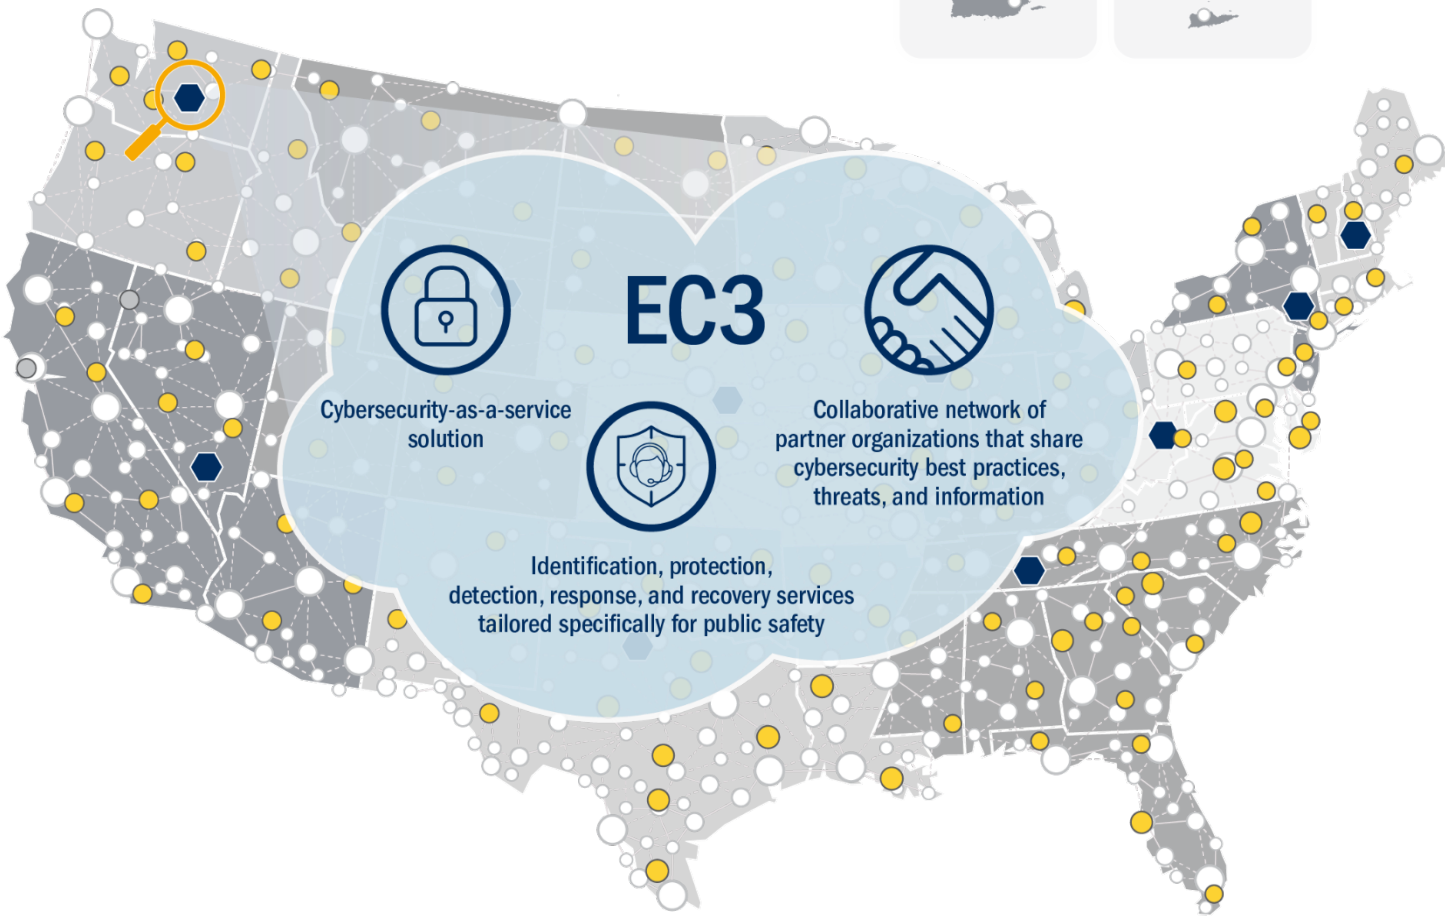 EC3
Cybersecurity-as-a-service
solution
Collaborative network of
partner organizations that share
cybersecurity best practices,
threats, and information
Identification, protection,
detection, response, and recovery services
tailored specifically for public safety